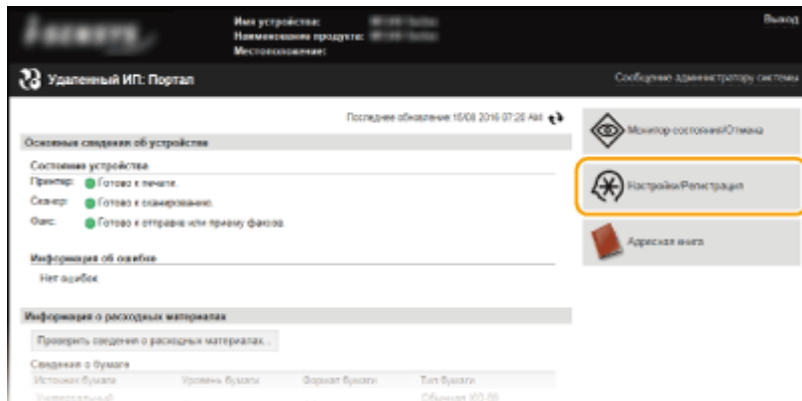 Имя устройства:
Наименование продукта:
Местоположение:
Выход
Удаленный ИП: Портал
Сообщение администратору системы
Последнее обновление: 15/08 2016 07:20 AM
Основные сведения об устройстве
Состояние устройства
Принтер: Готово к печати.
Сканер: Готово к сканированию.
Факс: Готово к отправке или приему факсов.
Информация об ошибке
Нет ошибок.
Информация о расходных материалах
Проверить сведения о расходных материалах...
Сведения о бумаге
Источник бумаги Уровень бумаги Формат бумаги Тип бумаги
Универсальный
Монитор состояния/Отмена
Настройки/Регистрация
Адресная книга